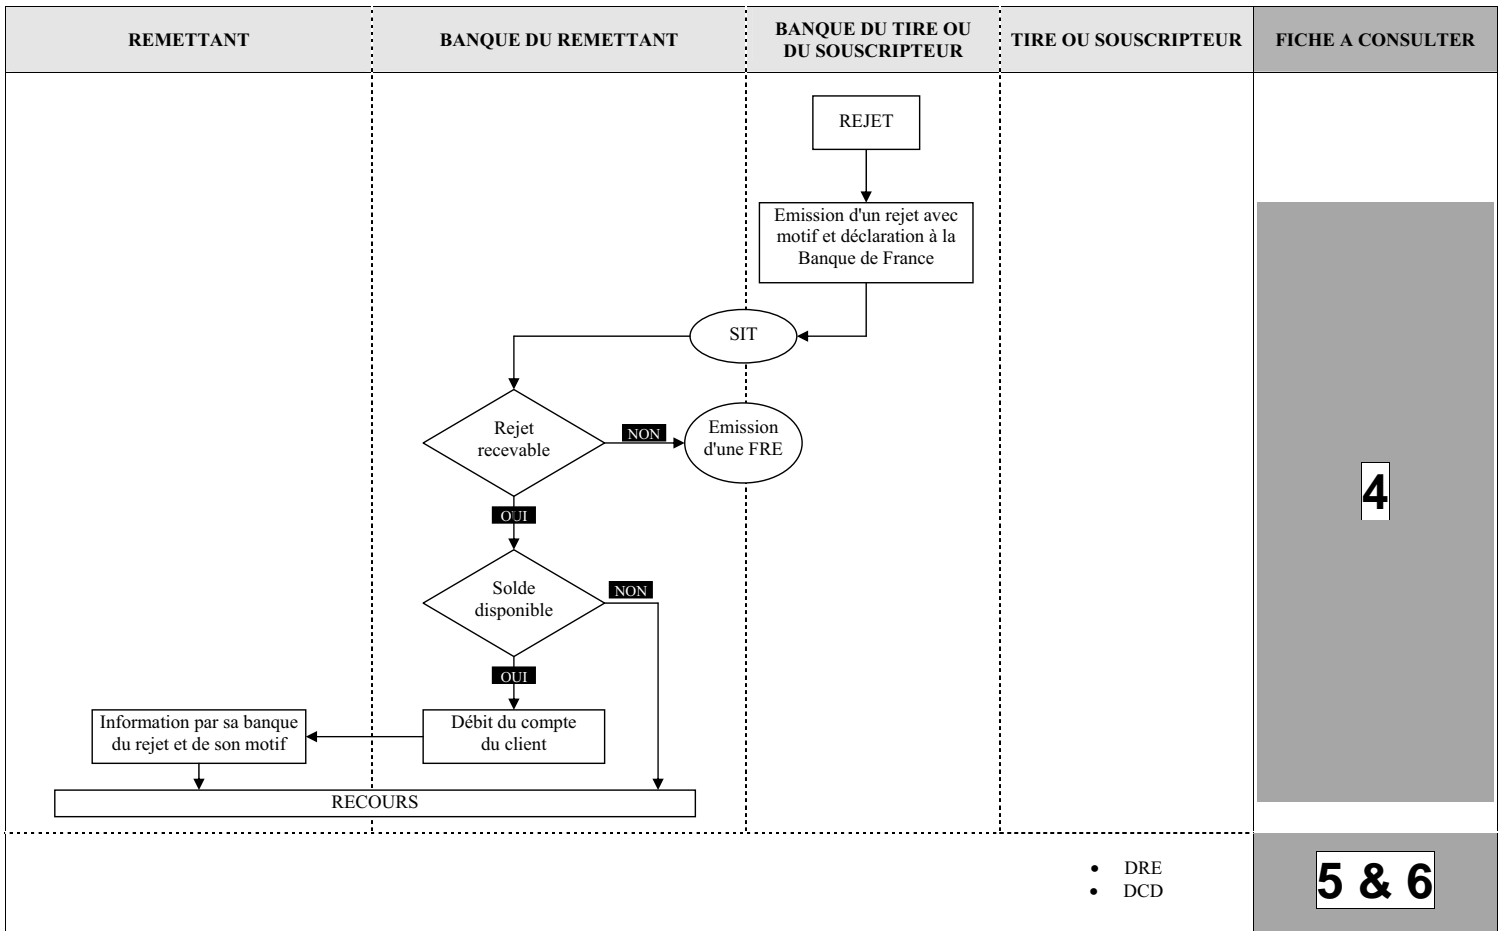 REMETTANT
BANQUE DU REMETTANT
BANQUE DU TIRE OU
DU SOUSCRIPTEUR
TIRE OU SOUSCRIPTEUR
FICHE A CONSULTER
REJET
Emission d'un rejet avec
motif et déclaration à la
Banque de France
SIT
Rejet
recevable
NON
Emission
d'une FRE
4
OUI
Solde
disponible
NON
OUI
Information par sa banque
du rejet et de son motif
Débit du compte
du client
RECOURS
• DRE
• DCD
5 & 6